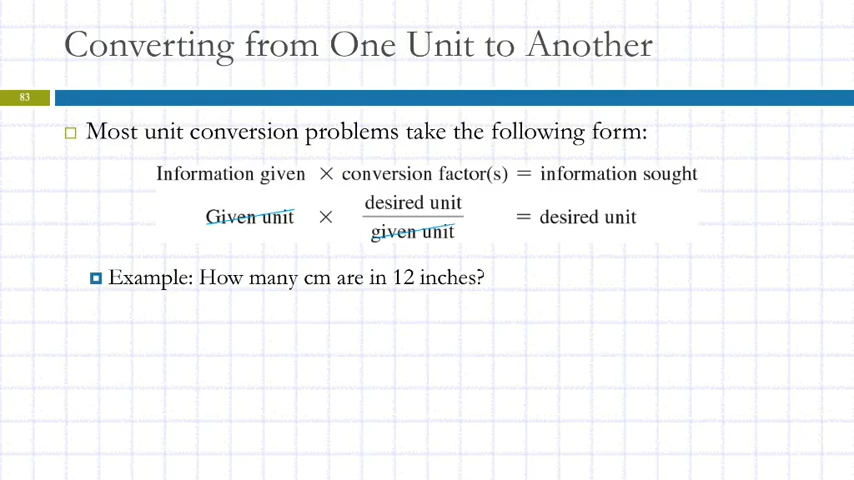 Converting from One Unit to Another
83
Most unit conversion problems take the following form:
Information given × conversion factor(s) = information sought
Given unit × desired unit / given unit = desired unit
Example: How many cm are in 12 inches?